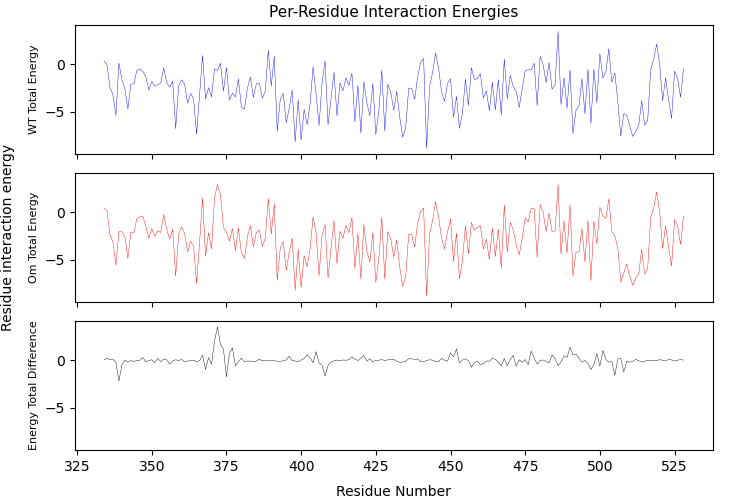 Per-Residue Interaction Energies
Residue interaction energy
WT Total Energy
0
−5
Om Total Energy
0
−5
Energy Total Difference
0
−5
325 350 375 400 425 450 475 500 525
Residue Number